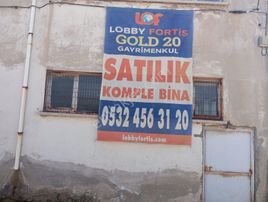 LOF
LOBBY FORTIS
GOLD 20
GAYRİMENKUL
SATILIK
KOMPLE BİNA
0532 456 31 20
lobbyfortis.com